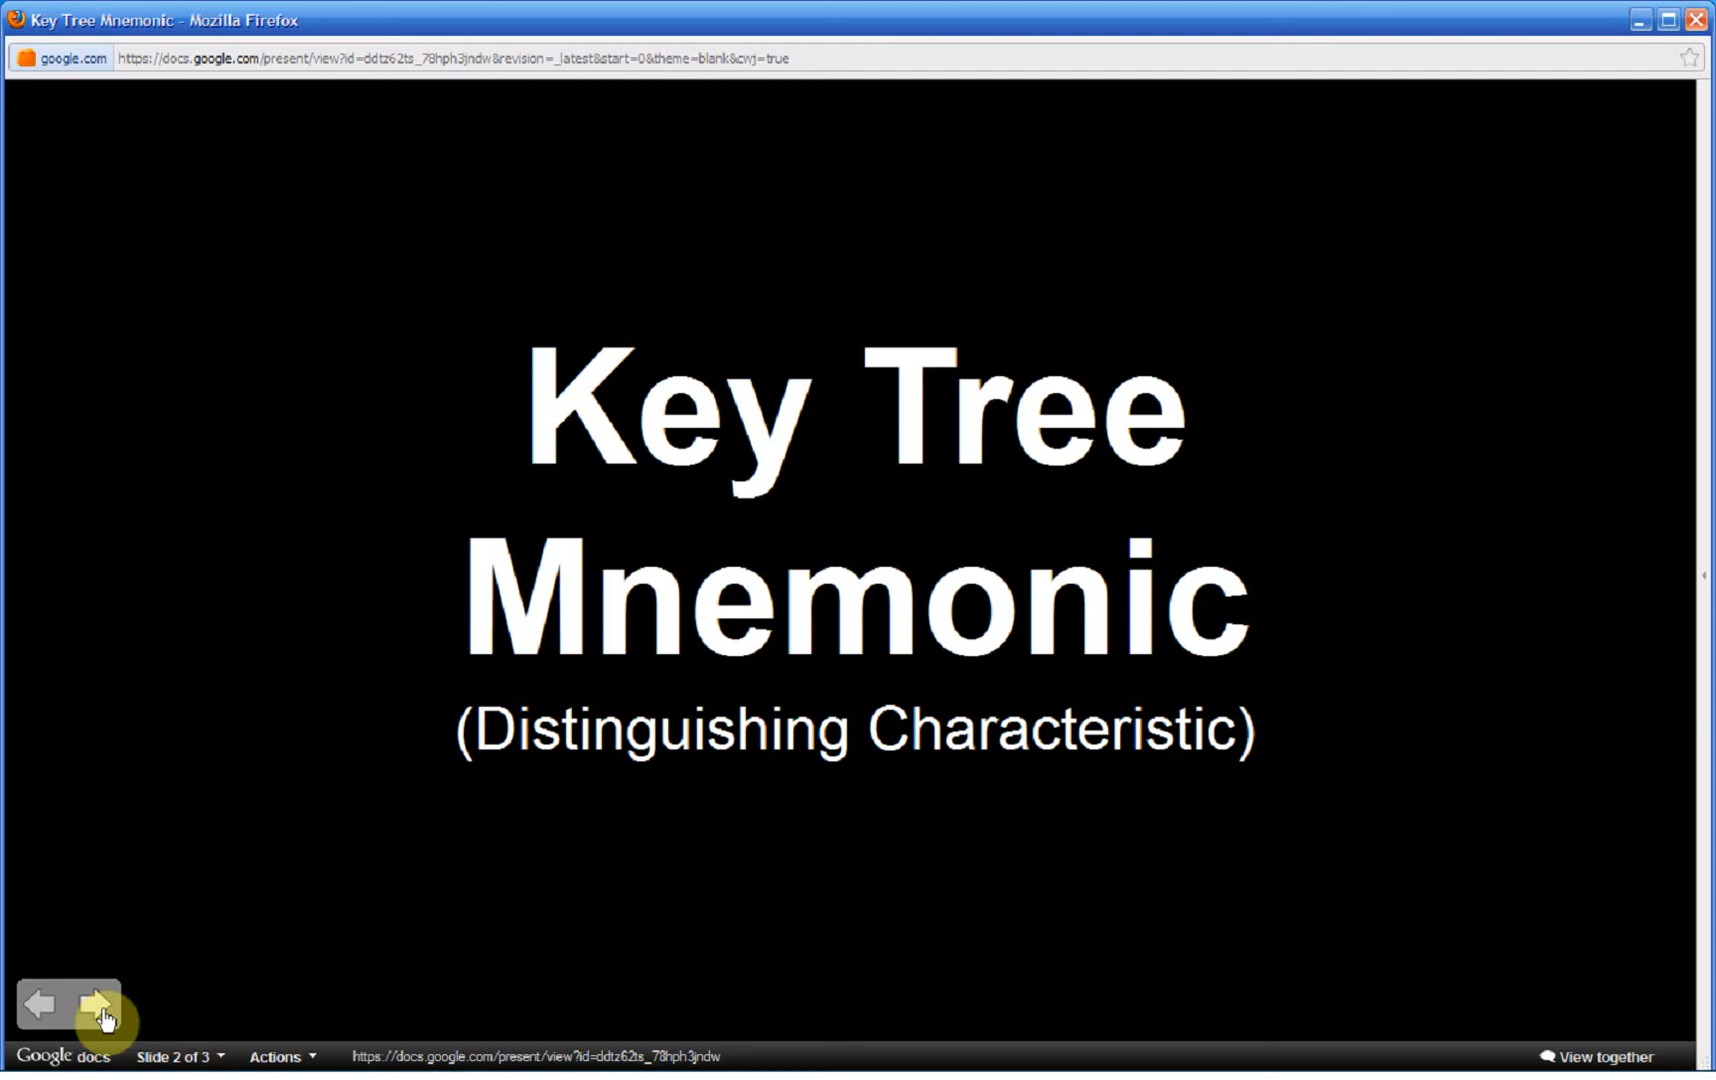 Key Tree Mnemonic - Mozilla Firefox
google.com https://docs.google.com/present/view?id=ddtz62ts_78hph3jndw&revision=_latest&start=0&theme=blank&cwj=true
Key Tree
Mnemonic
(Distinguishing Characteristic)
Google docs Slide 2 of 3 Actions https://docs.google.com/present/view?id=ddtz62ts_78hph3jndw View together